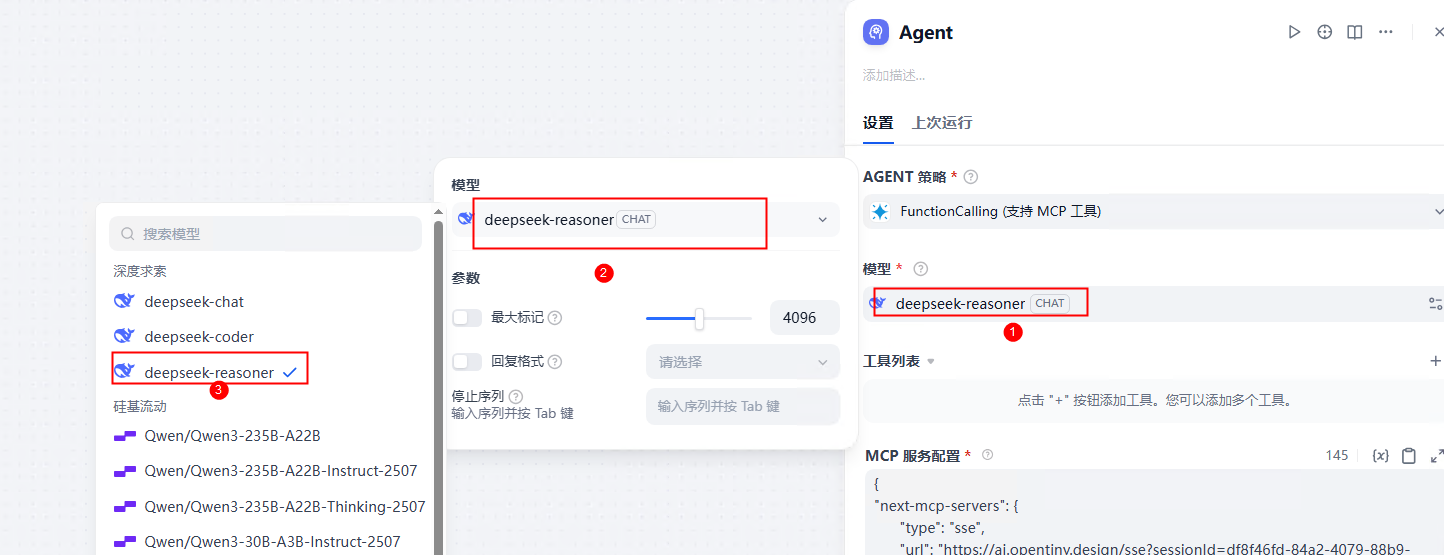 Agent
添加描述...
设置 上次运行
AGENT 策略 *
FunctionCalling (支持 MCP 工具)
模型 *
deepseek-reasoner CHAT
1
工具列表
点击 "+" 按钮添加工具。您可以添加多个工具。
MCP 服务配置 *
145 {x}
{
"next-mcp-servers": {
"type": "sse",
"url": "https://ai.opentiny.design/sse?sessionId=df8f46fd-84a2-4079-88b9-
模型
deepseek-reasoner CHAT
2
参数
最大标记 4096
回复格式 请选择
停止序列
输入序列并按 Tab 键 输入序列并按 Tab 键
搜索模型
深度求索
deepseek-chat
deepseek-coder
deepseek-reasoner
3
硅基流动
Qwen/Qwen3-235B-A22B
Qwen/Qwen3-235B-A22B-Instruct-2507
Qwen/Qwen3-235B-A22B-Thinking-2507
Qwen/Qwen3-30B-A3B-Instruct-2507